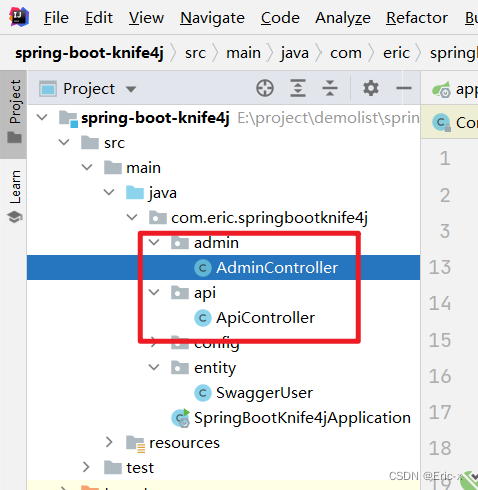 File Edit View Navigate Code Analyze Refactor
spring-boot-knife4j src main java com eric spring
Project
app
Project
Learn
spring-boot-knife4j E:\project\demolist\sprin
Co
src
main
java
com.eric.springbootknife4j
admin
AdminController
api
ApiController
config
entity
SwaggerUser
SpringBootKnife4jApplication
resources
test
1
2
3
13
14
15
16
17
18
19
CSDN @Eric-x